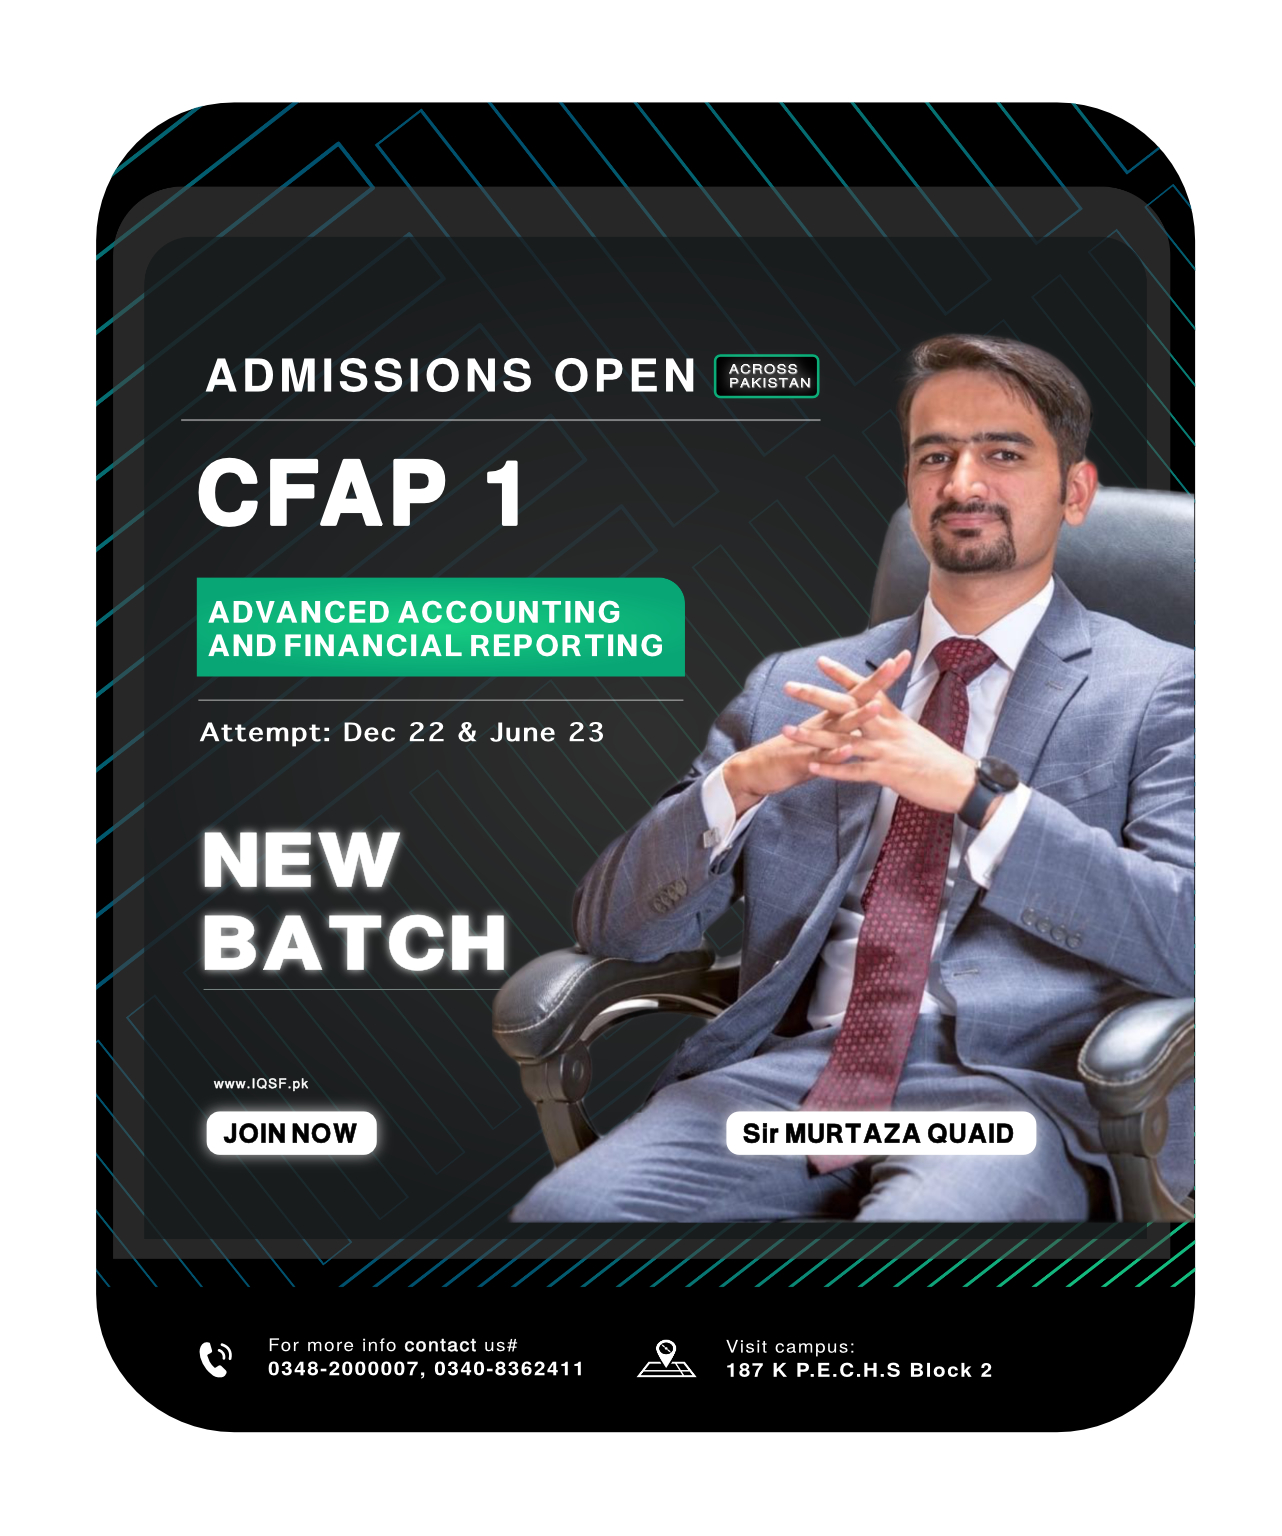 ADMISSIONS OPEN
ACROSS
PAKISTAN
CFAP 1
ADVANCED ACCOUNTING
AND FINANCIAL REPORTING
Attempt: Dec 22 & June 23
NEW
BATCH
www.IQSF.pk
JOIN NOW
Sir MURTAZA QUAID
For more info contact us#
0348-2000007, 0340-8362411
Visit campus:
187 K P.E.C.H.S Block 2